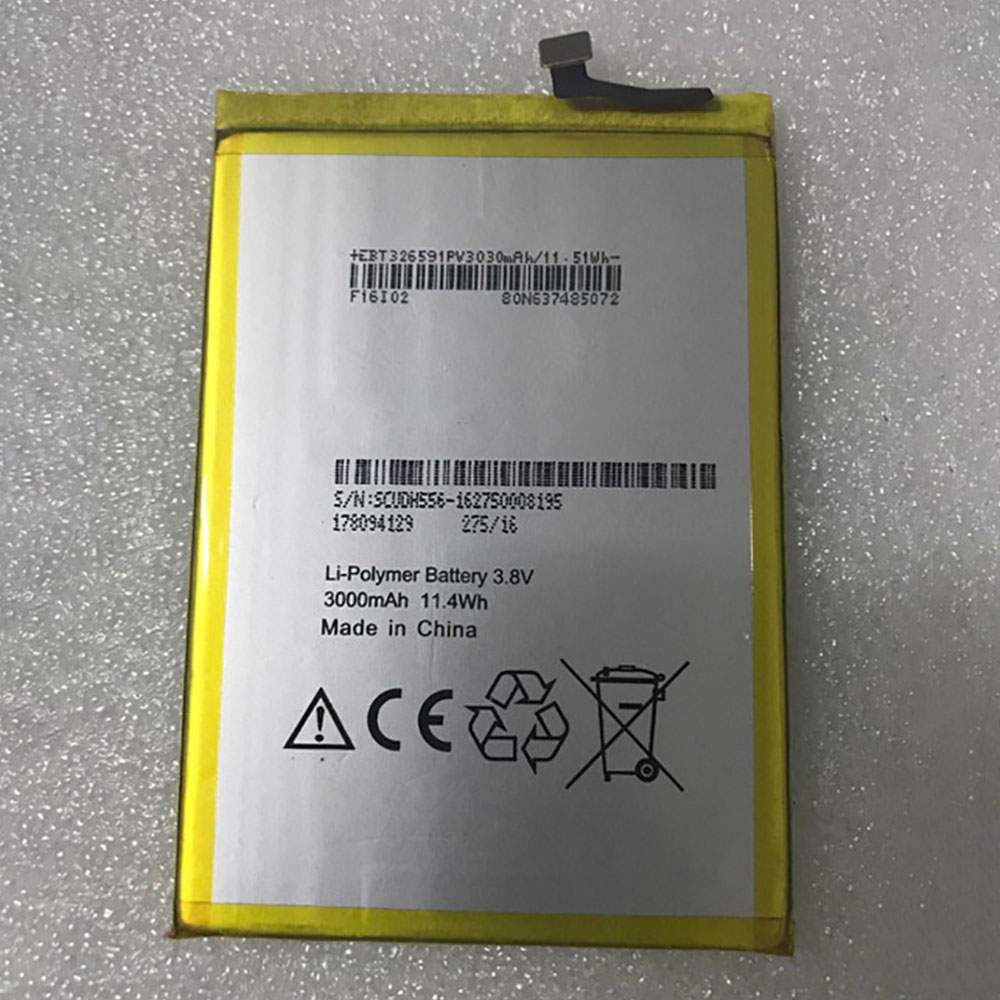 +EBT326591PV3030mAh/11.51Wh-
F16I02 80N637485072
S/N:SCUDH556-162750008195
178094129 275/16
Li-Polymer Battery 3.8V
3000mAh 11.4Wh
Made in China
CE